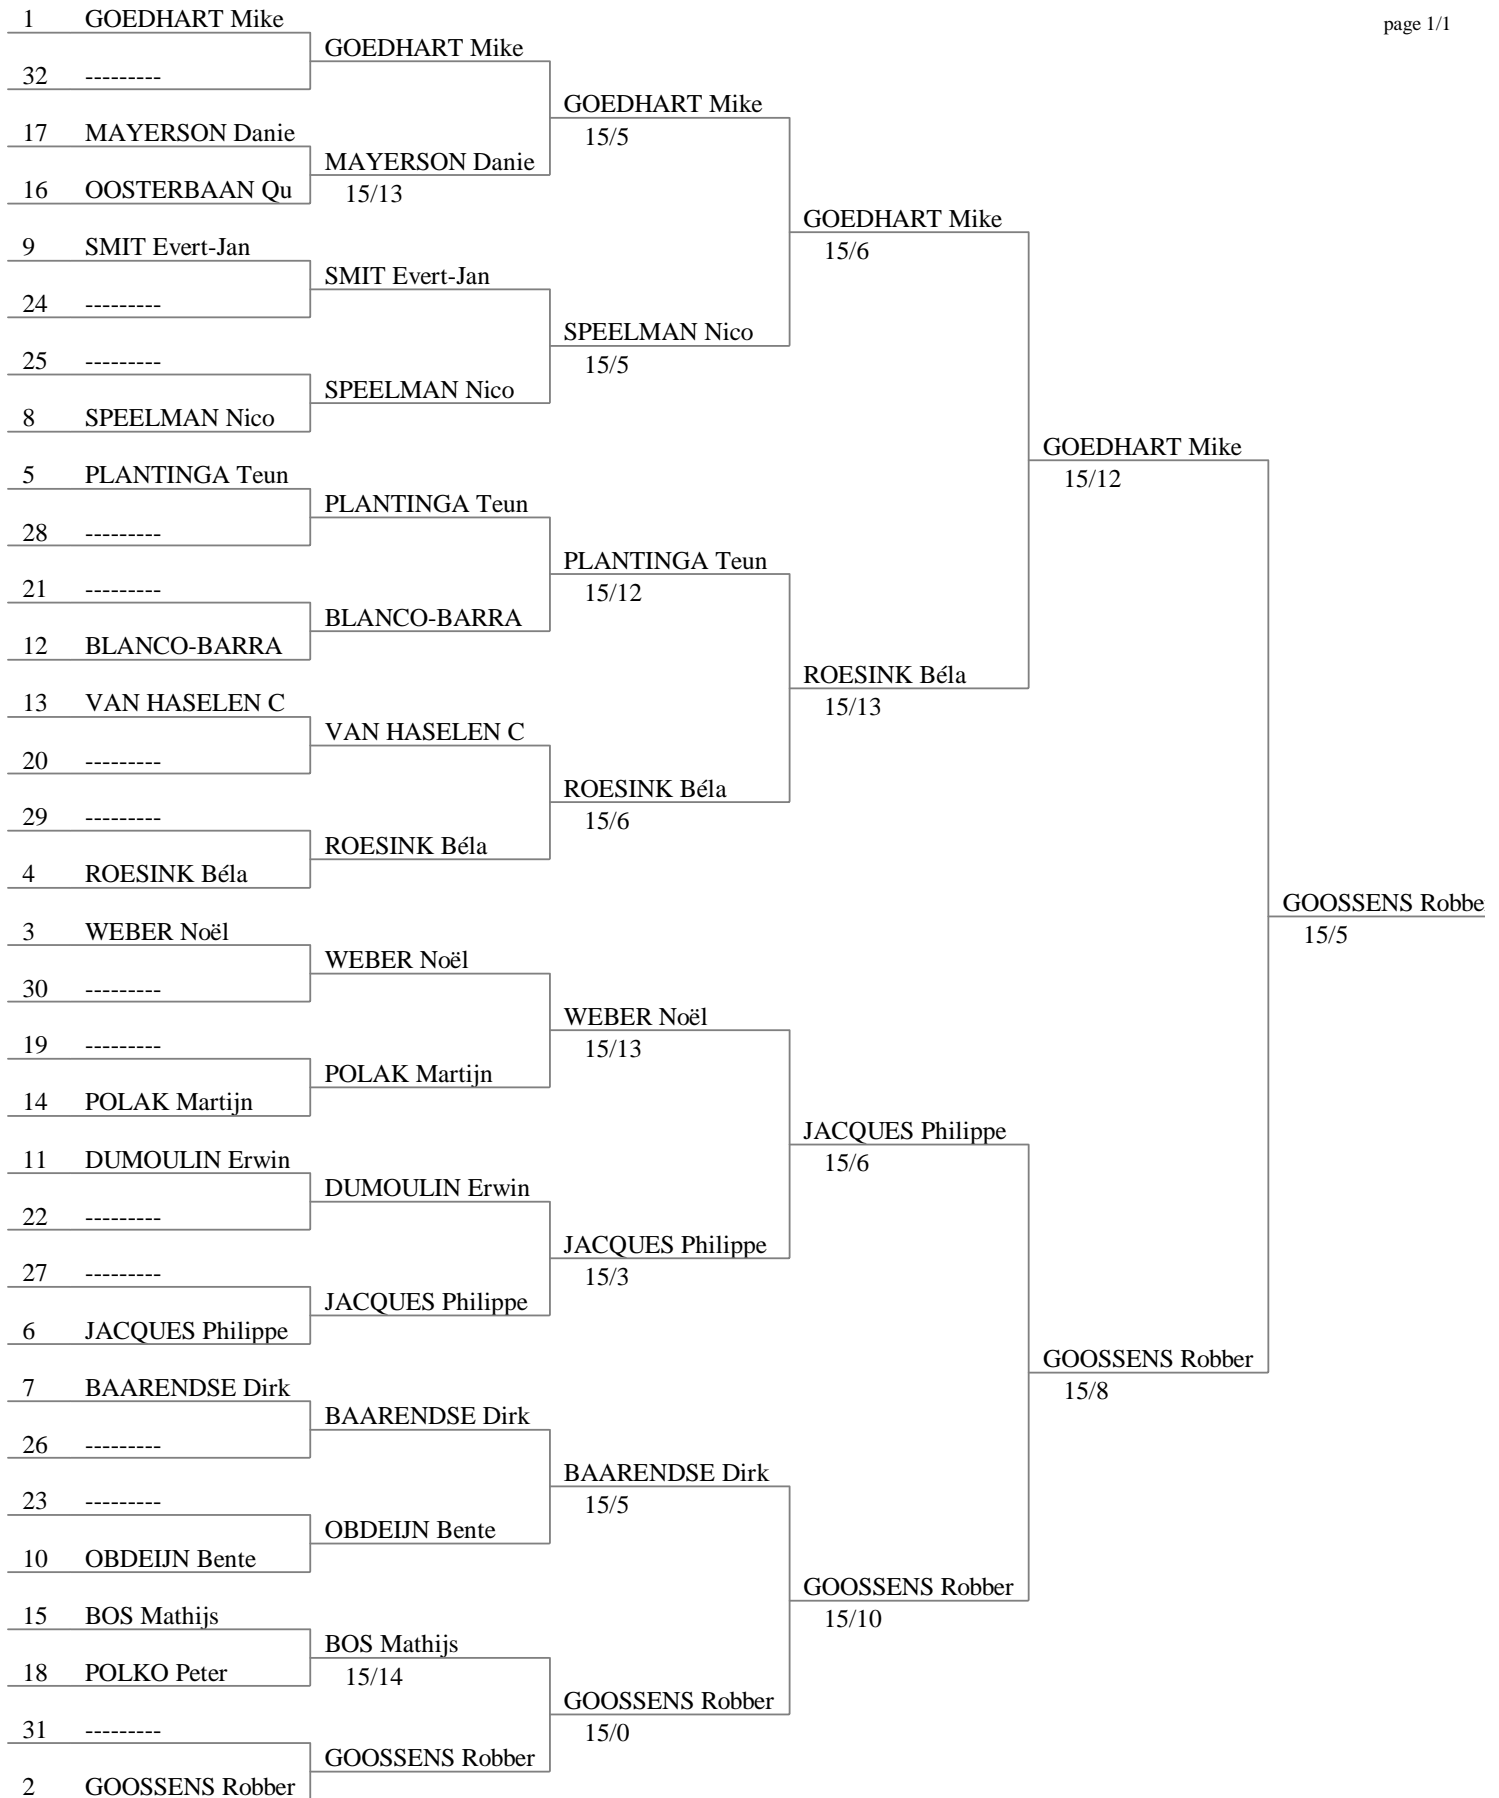 page 1/1
1 GOEDHART Mike
GOEDHART Mike
32 ---------
GOEDHART Mike
17 MAYERSON Danie
15/5
MAYERSON Danie
16 OOSTERBAAN Qu
15/13
GOEDHART Mike
9 SMIT Evert-Jan
15/6
SMIT Evert-Jan
24 ---------
SPEELMAN Nico
25 ---------
15/5
SPEELMAN Nico
8 SPEELMAN Nico
GOEDHART Mike
5 PLANTINGA Teun
15/12
PLANTINGA Teun
28 ---------
PLANTINGA Teun
21 ---------
15/12
BLANCO-BARRA
12 BLANCO-BARRA
ROESINK Béla
13 VAN HASELEN C
15/13
VAN HASELEN C
20 ---------
ROESINK Béla
29 ---------
15/6
ROESINK Béla
4 ROESINK Béla
GOOSSENS Robbe
3 WEBER Noël
15/5
WEBER Noël
30 ---------
WEBER Noël
19 ---------
15/13
POLAK Martijn
14 POLAK Martijn
JACQUES Philippe
11 DUMOULIN Erwin
15/6
DUMOULIN Erwin
22 ---------
JACQUES Philippe
27 ---------
15/3
JACQUES Philippe
6 JACQUES Philippe
GOOSSENS Robber
7 BAARENDSE Dirk
15/8
BAARENDSE Dirk
26 ---------
BAARENDSE Dirk
23 ---------
15/5
OBDEIJN Bente
10 OBDEIJN Bente
GOOSSENS Robber
15 BOS Mathijs
15/10
BOS Mathijs
18 POLKO Peter
15/14
GOOSSENS Robber
31 ---------
15/0
GOOSSENS Robber
2 GOOSSENS Robber